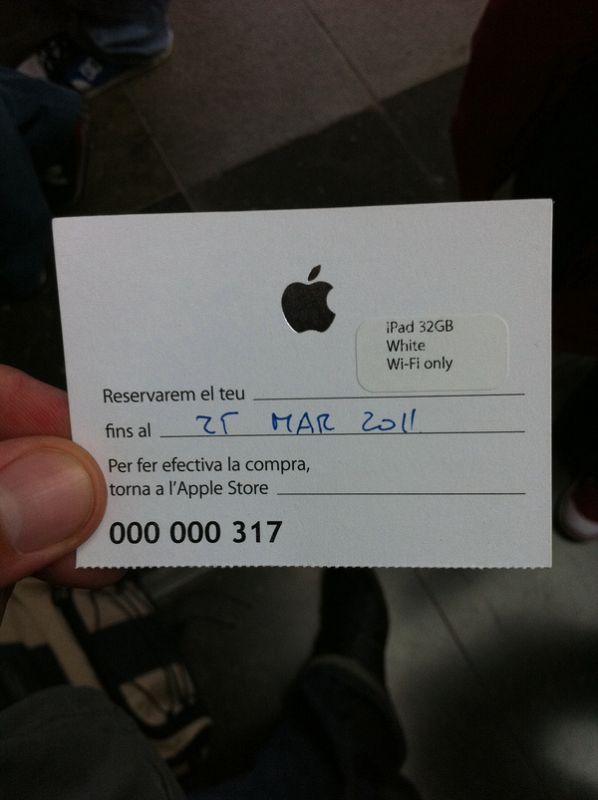 iPad 32GB
White
Wi-Fi only
Reservarem el teu
fins al 25 MAR 2011
Per fer efectiva la compra,
torna a l'Apple Store
000 000 317